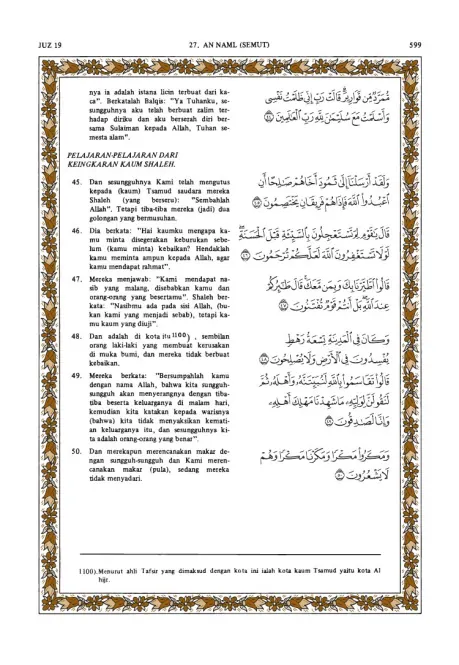 JUZ 19
27. AN NAML (SEMUT)
599
nya ia adalah istana licin terbuat dari ka-
ca". Berkatalah Balqis: "Ya Tuhanku, se-
sungguhnya aku telah berbuat zalim ter-
hadap diriku dan aku berserah diri ber-
sama Sulaiman kepada Allah, Tuhan se-
mesta alam".
مُّمَرَّدٌ مِّن قَوَارِيرَ قَالَتْ رَبِّ إِنِّي ظَلَمْتُ نَفْسِي
وَأَسْلَمْتُ مَعَ سُلَيْمَٰنَ لِلَّهِ رَبِّ الْعَٰلَمِينَ ٤٤
PELAJARAN-PELAJARAN DARI
KEINGKARAN KAUM SHALEH.
45. Dan sesungguhnya Kami telah mengutus
kepada (kaum) Tsamud saudara mereka
Shaleh (yang berseru): "Sembahlah
Allah". Tetapi tiba-tiba mereka (jadi) dua
golongan yang bermusuhan.
وَلَقَدْ أَرْسَلْنَا إِلَىٰ ثَمُودَ أَخَاهُمْ صَٰلِحًا أَنِ
اعْبُدُوا اللَّهَ فَإِذَا هُمْ فَرِيقَانِ يَخْتَصِمُونَ ٤٥
46. Dia berkata: "Hai kaumku mengapa ka-
mu minta disegerakan keburukan sebe-
lum (kamu minta) kebaikan? Hendaklah
kamu meminta ampun kepada Allah, agar
kamu mendapat rahmat".
قَالَ يَٰقَوْمِ لِمَ تَسْتَعْجِلُونَ بِالسَّيِّئَةِ قَبْلَ الْحَسَنَةِ
لَوْلَا تَسْتَغْفِرُونَ اللَّهَ لَعَلَّكُمْ تُرْحَمُونَ ٤٦
47. Mereka menjawab: "Kami mendapat na-
sib yang malang, disebabkan kamu dan
orang-orang yang besertamu". Shaleh ber-
kata: "Nasibmu ada pada sisi Allah, (bu-
kan kami yang menjadi sebab), tetapi ka-
mu kaum yang diuji".
قَالُوا اطَّيَّرْنَا بِكَ وَبِمَن مَّعَكَ قَالَ طَٰئِرُكُمْ
عِندَ اللَّهِ بَلْ أَنتُمْ قَوْمٌ تُفْتَنُونَ ٤٧
48. Dan adalah di kota itu 1100) , sembilan
orang laki-laki yang membuat kerusakan
di muka bumi, dan mereka tidak berbuat
kebaikan.
وَكَانَ فِي الْمَدِينَةِ تِسْعَةُ رَهْطٍ
يُفْسِدُونَ فِي الْأَرْضِ وَلَا يُصْلِحُونَ ٤٨
49. Mereka berkata: "Bersumpahlah kamu
dengan nama Allah, bahwa kita sungguh-
sungguh akan menyerangnya dengan tiba-
tiba beserta keluarganya di malam hari,
kemudian kita katakan kepada warisnya
(bahwa) kita tidak menyaksikan kemati-
an keluarganya itu, dan sesungguhnya ki-
ta adalah orang-orang yang benar".
قَالُوا تَقَاسَمُوا بِاللَّهِ لَنُبَيِّتَنَّهُ وَأَهْلَهُ ثُمَّ
لَنَقُولَنَّ لِوَلِيِّهِ مَا شَهِدْنَا مَهْلِكَ أَهْلِهِ
وَإِنَّا لَصَٰدِقُونَ ٤٩
50. Dan merekapun merencanakan makar de-
ngan sungguh-sungguh dan Kami meren-
canakan makar (pula), sedang mereka
tidak menyadari.
وَمَكَرُوا مَكْرًا وَمَكَرْنَا مَكْرًا وَهُمْ
لَا يَشْعُرُونَ ٥٠
1100).Menurut ahli Tafsir yang dimaksud dengan kota ini ialah kota kaum Tsamud yaitu kota Al
hijr.